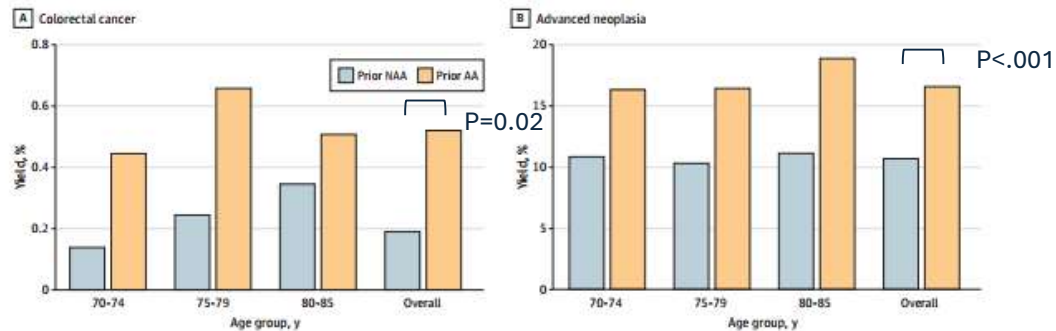 A Colorectal cancer
0.8
0.6
0.4
0.2
0
Yield, %
Prior NAA Prior AA
P=0.02
70-74 75-79 80-85 Overall
Age group, y
B Advanced neoplasia
20
15
10
5
0
Yield, %
P<.001
70-74 75-79 80-85 Overall
Age group, y